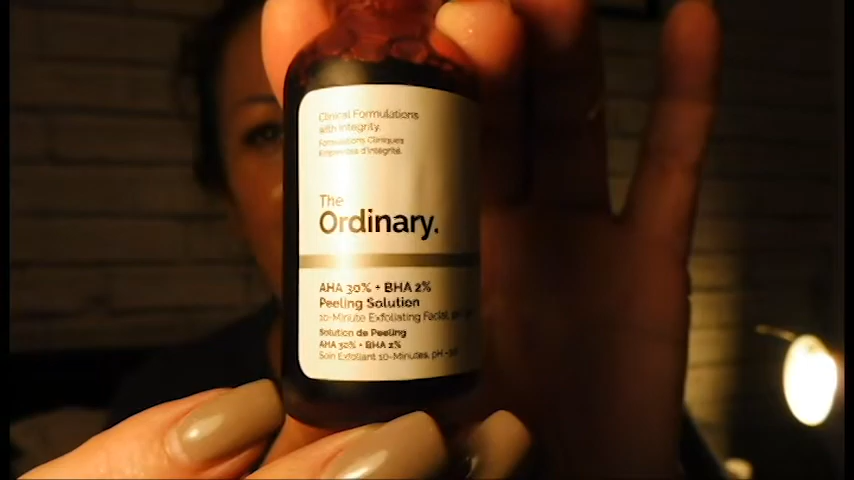 Clinical Formulations
with Integrity.
Formulations Cliniques
Empreintes d'intégrité.
The
Ordinary.
AHA 30% + BHA 2%
Peeling Solution
10-Minute Exfoliating Facial,
Solution de Peeling
AHA 30% + BHA 2%
Soin Exfoliant 10-Minutes, pH